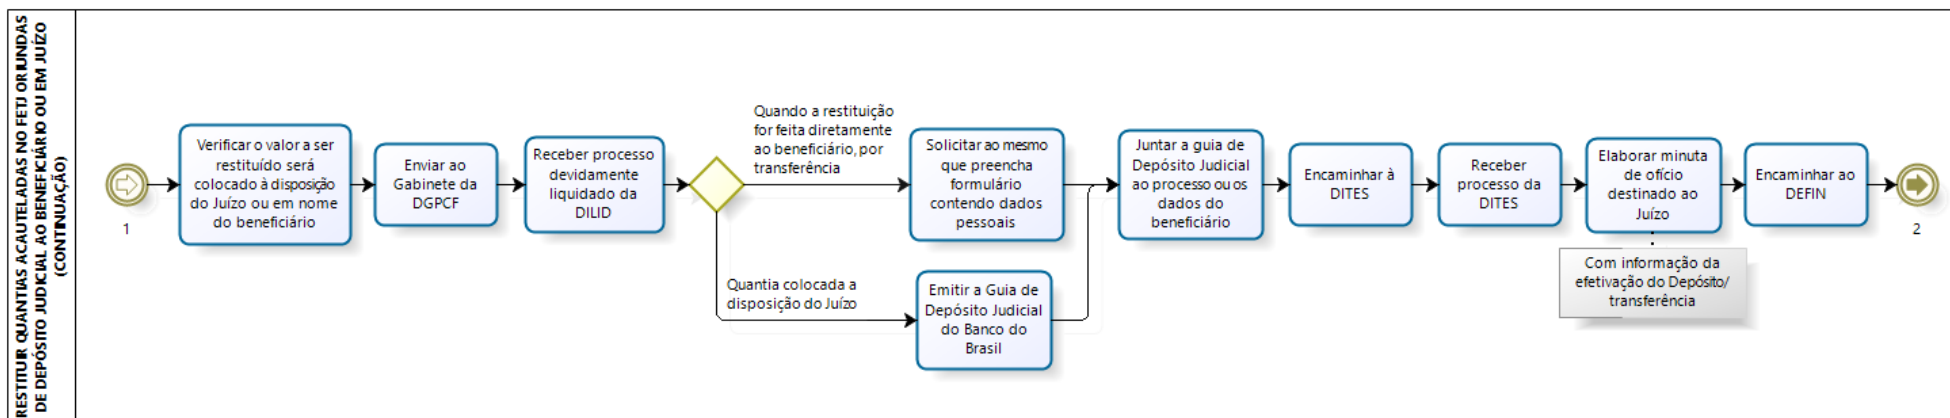 RESTITUIR QUANTIAS ACAUTELADAS NO FETJ ORIUNDAS
DE DEPÓSITO JUDICIAL AO BENEFICIÁRIO OU EM JUÍZO
(CONTINUAÇÃO)
1
Verificar o valor a ser
restituído será
colocado à disposição
do Juízo ou em nome
do beneficiário
Enviar ao
Gabinete da
DGPCF
Receber processo
devidamente
liquidado da
DILID
Quando a restituição
for feita diretamente
ao beneficiário, por
transferência
Solicitar ao mesmo
que preencha
formulário
contendo dados
pessoais
Quantia colocada a
disposição do Juízo
Emitir a Guia de
Depósito Judicial
do Banco do
Brasil
Juntar a guia de
Depósito Judicial
ao processo ou os
dados do
beneficiário
Encaminhar à
DITES
Receber
processo da
DITES
Elaborar minuta
de ofício
destinado ao
Juízo
Com informação da
efetivação do Depósito/
transferência
Encaminhar ao
DEFIN
2